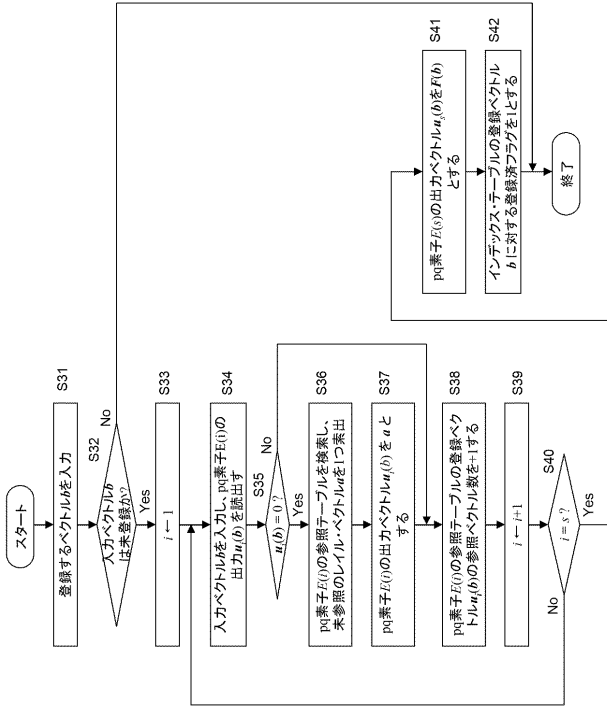 スタート
S31
登録するベクトルbを入力
S32
入力ベクトルb
は未登録か?
No
Yes
S33
i ← 1
S34
入力ベクトルbを入力し、pq素子E(i)の
出力uᵢ(b)を読出す
S35
uᵢ(b) = 0 ?
No
Yes
S36
pq素子E(i)の参照テーブルを検索し、
未参照のレイル・ベクトルaを1つ索出
S37
pq素子E(i)の出力ベクトルuᵢ(b) を a と
する
S38
pq素子E(i)の参照テーブルの登録ベク
トルuᵢ(b)の参照ベクトル数を+1する
S39
i ← i+1
S40
i = s ?
No
Yes
S41
pq素子E(s)の出力ベクトルuₛ(b)をF(b)
とする
S42
インデックス・テーブルの登録ベクトル
b に対する登録済フラグを1とする
終了